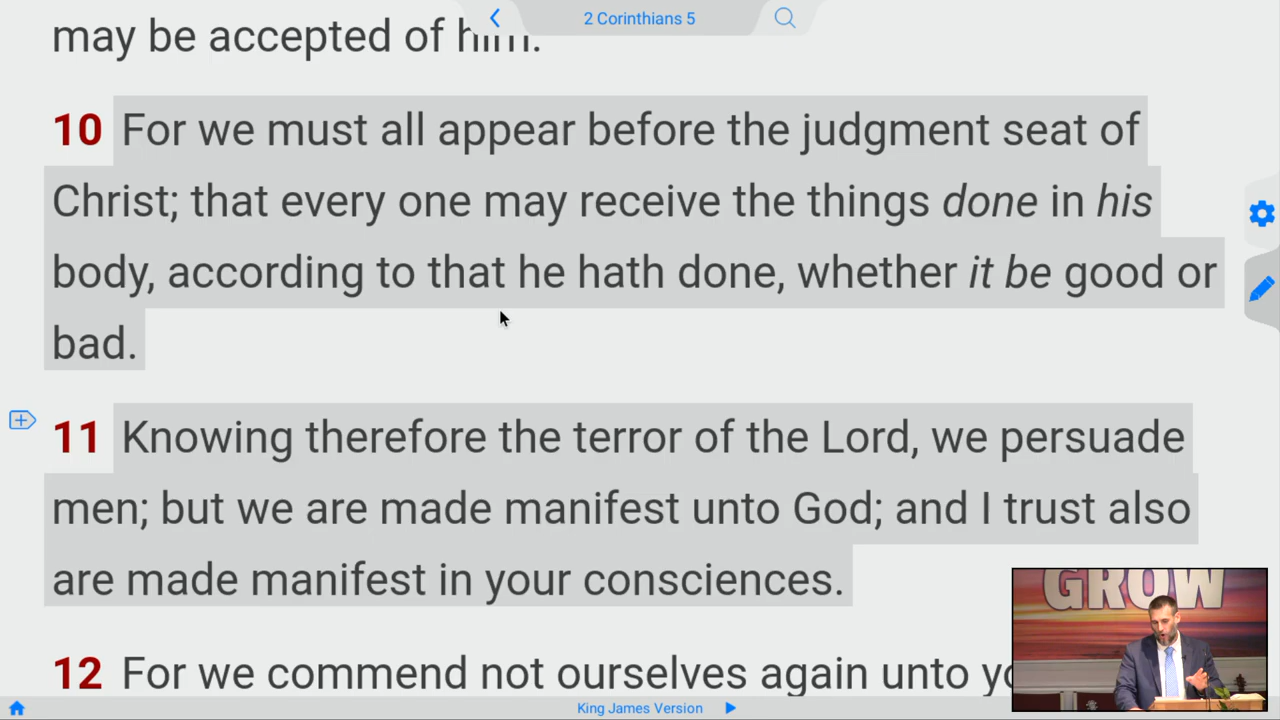 2 Corinthians 5
may be accepted of him.
10 For we must all appear before the judgment seat of
Christ; that every one may receive the things done in his
body, according to that he hath done, whether it be good or
bad.
11 Knowing therefore the terror of the Lord, we persuade
men; but we are made manifest unto God; and I trust also
are made manifest in your consciences.
12 For we commend not ourselves again unto
GROW
King James Version